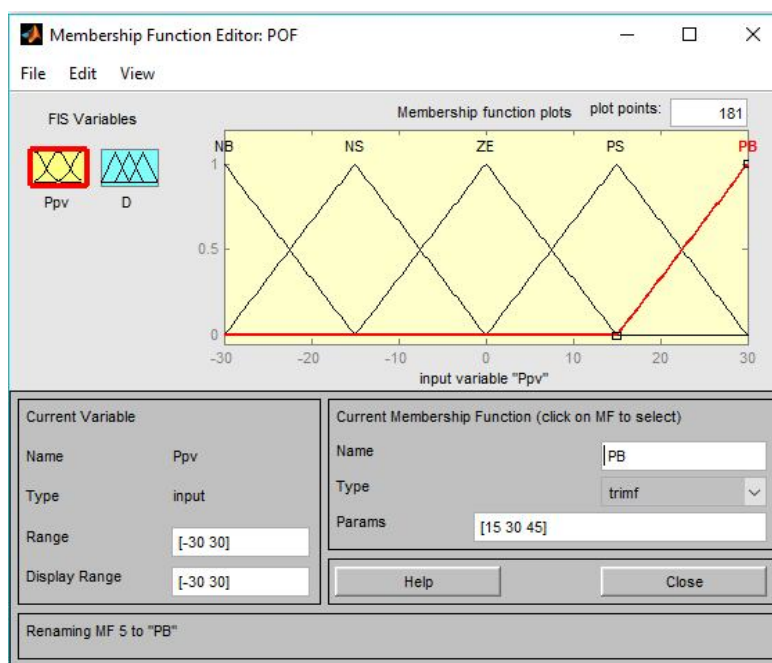 Membership Function Editor: POF
File Edit View
FIS Variables
Ppv D
Membership function plots plot points: 181
NB NS ZE PS PB
1
0.5
0
-30 -20 -10 0 10 20 30
input variable "Ppv"
Current Variable
Name Ppv
Type input
Range [-30 30]
Display Range [-30 30]
Current Membership Function (click on MF to select)
Name PB
Type trimf
Params [15 30 45]
Help Close
Renaming MF 5 to "PB"